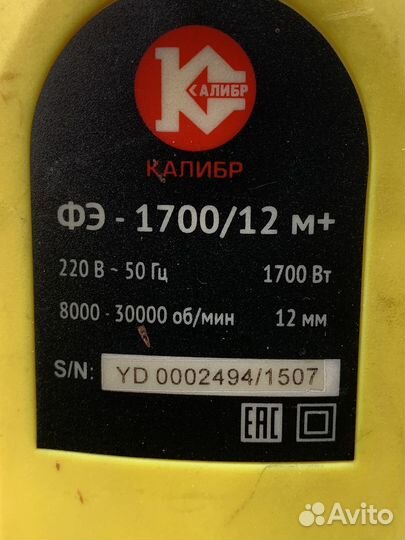 КАЛИБР
КАЛИБР
ФЭ - 1700/12 м+
220 В ~ 50 Гц 1700 Вт
8000 - 30000 об/мин 12 мм
S/N: YD 0002494/1507
EAC
Avito